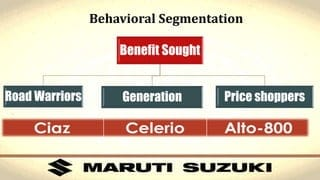 Behavioral Segmentation
Benefit Sought
Road Warriors Generation Price shoppers
Ciaz Celerio Alto-800
MARUTI SUZUKI